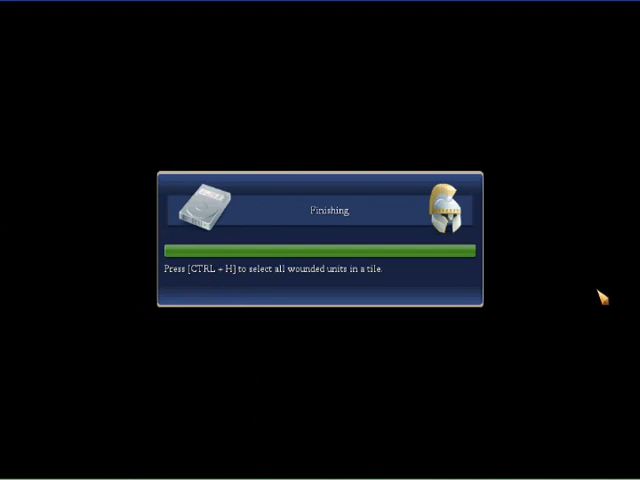 Finishing
Press [CTRL + H] to select all wounded units in a tile.